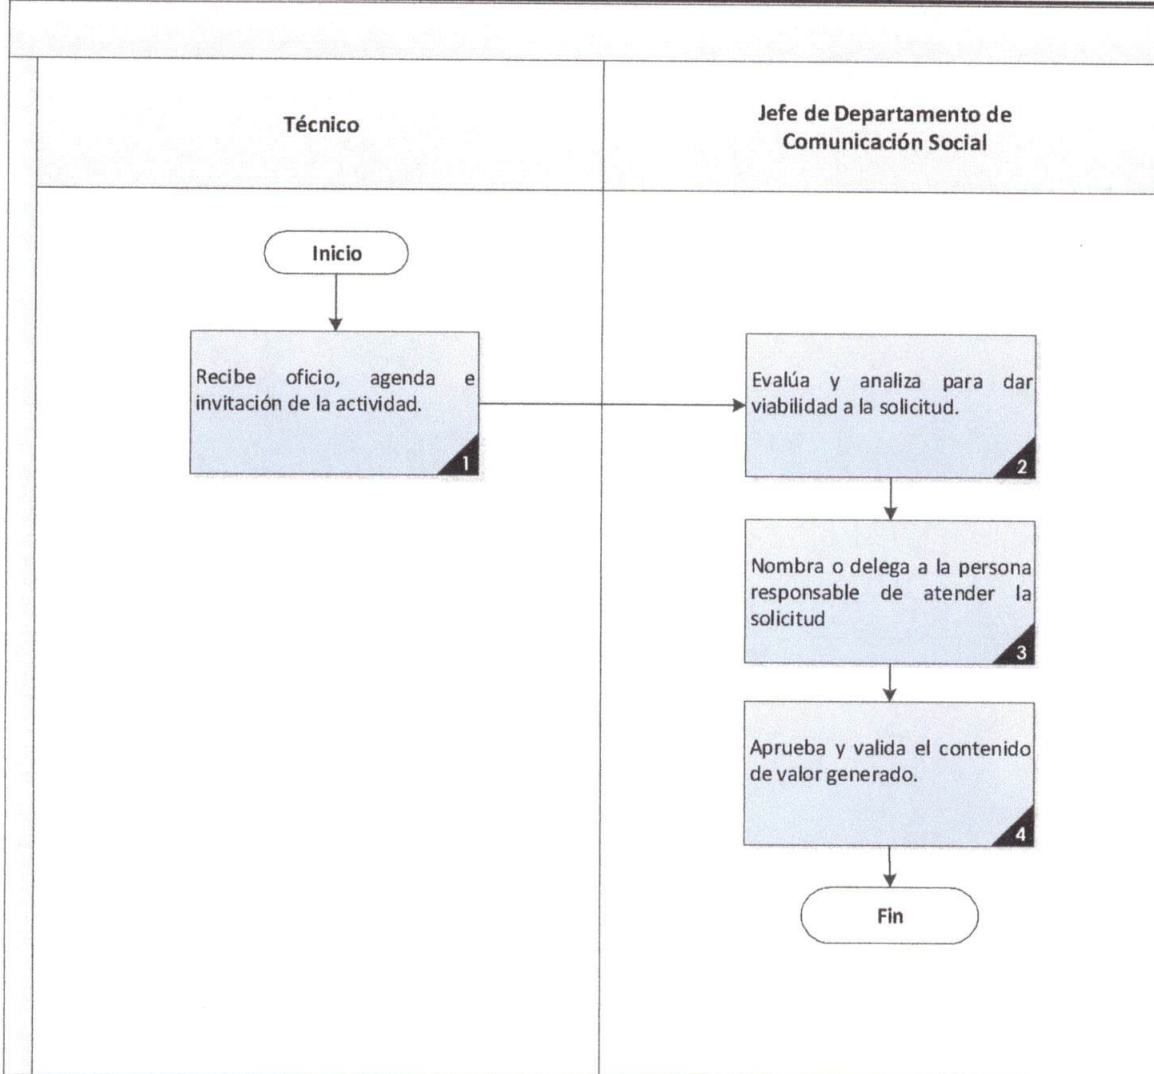 Técnico
Jefe de Departamento de
Comunicación Social
Inicio
Recibe oficio, agenda e
invitación de la actividad.
1
Evalúa y analiza para dar
viabilidad a la solicitud.
2
Nombra o delega a la persona
responsable de atender la
solicitud
3
Aprueba y valida el contenido
de valor generado.
4
Fin